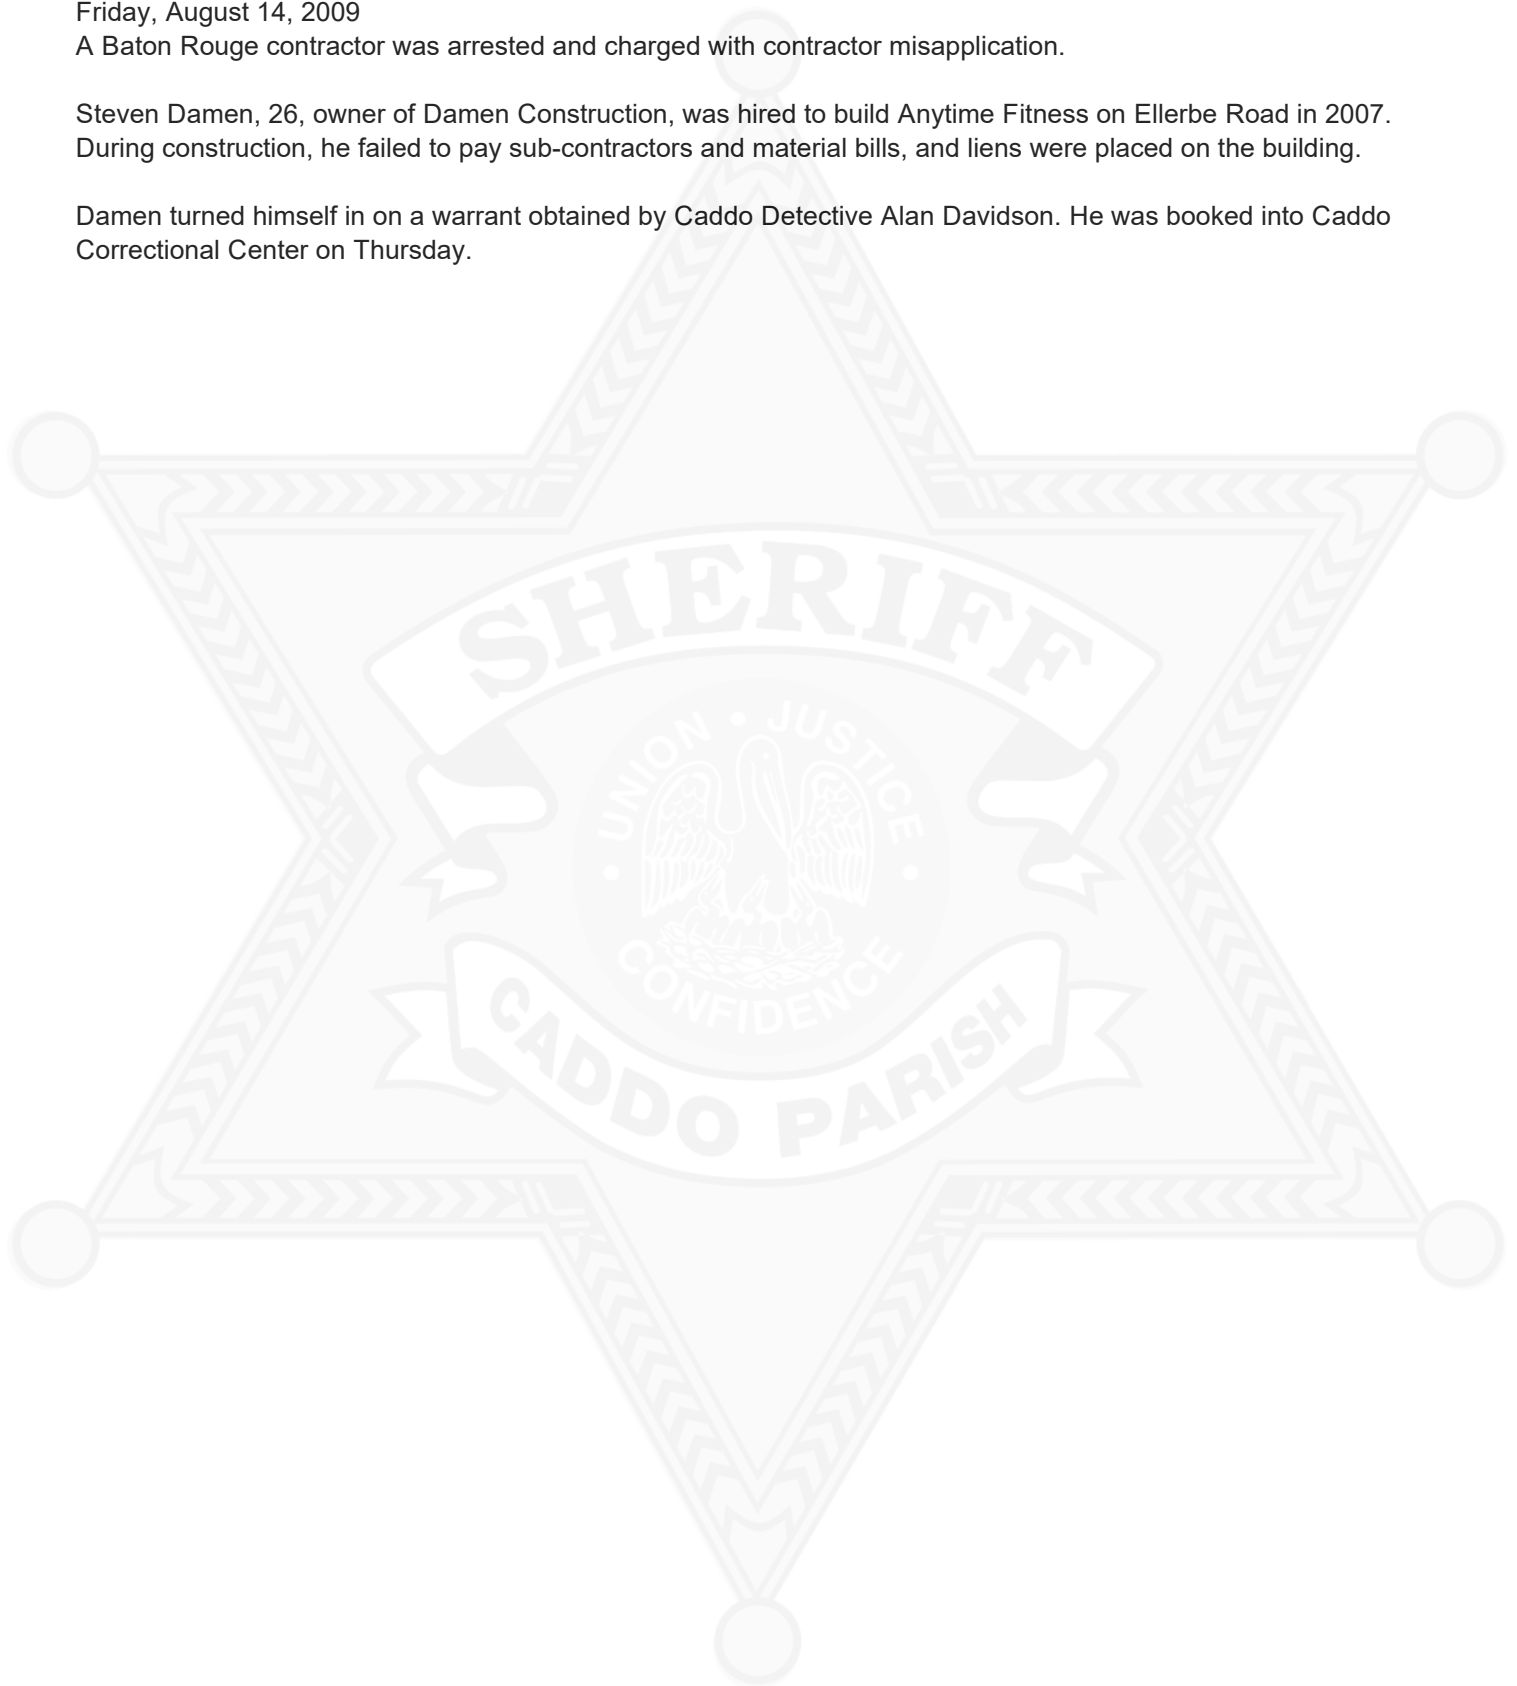 Friday, August 14, 2009
A Baton Rouge contractor was arrested and charged with contractor misapplication.
Steven Damen, 26, owner of Damen Construction, was hired to build Anytime Fitness on Ellerbe Road in 2007.
During construction, he failed to pay sub-contractors and material bills, and liens were placed on the building.
Damen turned himself in on a warrant obtained by Caddo Detective Alan Davidson. He was booked into Caddo
Correctional Center on Thursday.
SHERIFF
UNION • JUSTICE
• CONFIDENCE •
CADDO PARISH